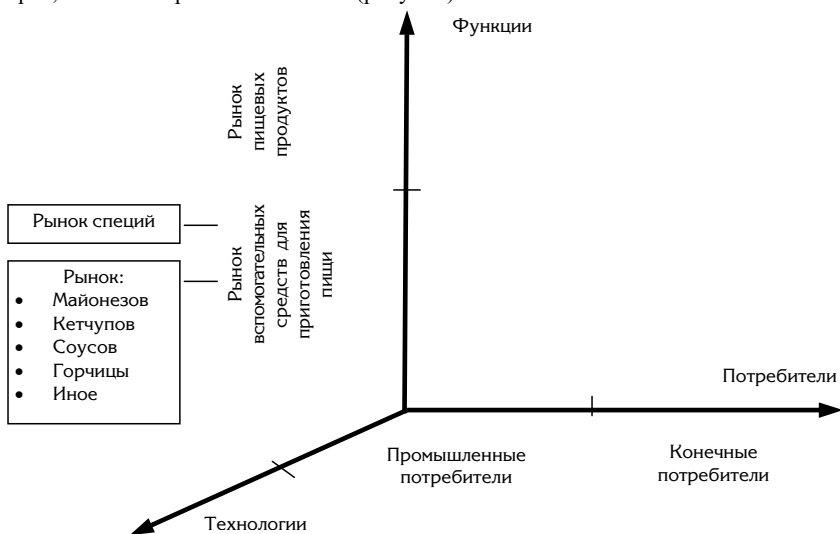 Функции
Рынок
пищевых
продуктов
Рынок специй
Рынок
вспомогательных
средств для
приготовления
пищи
Рынок:
• Майонезов
• Кетчупов
• Соусов
• Горчицы
• Иное
Потребители
Промышленные
потребители
Конечные
потребители
Технологии